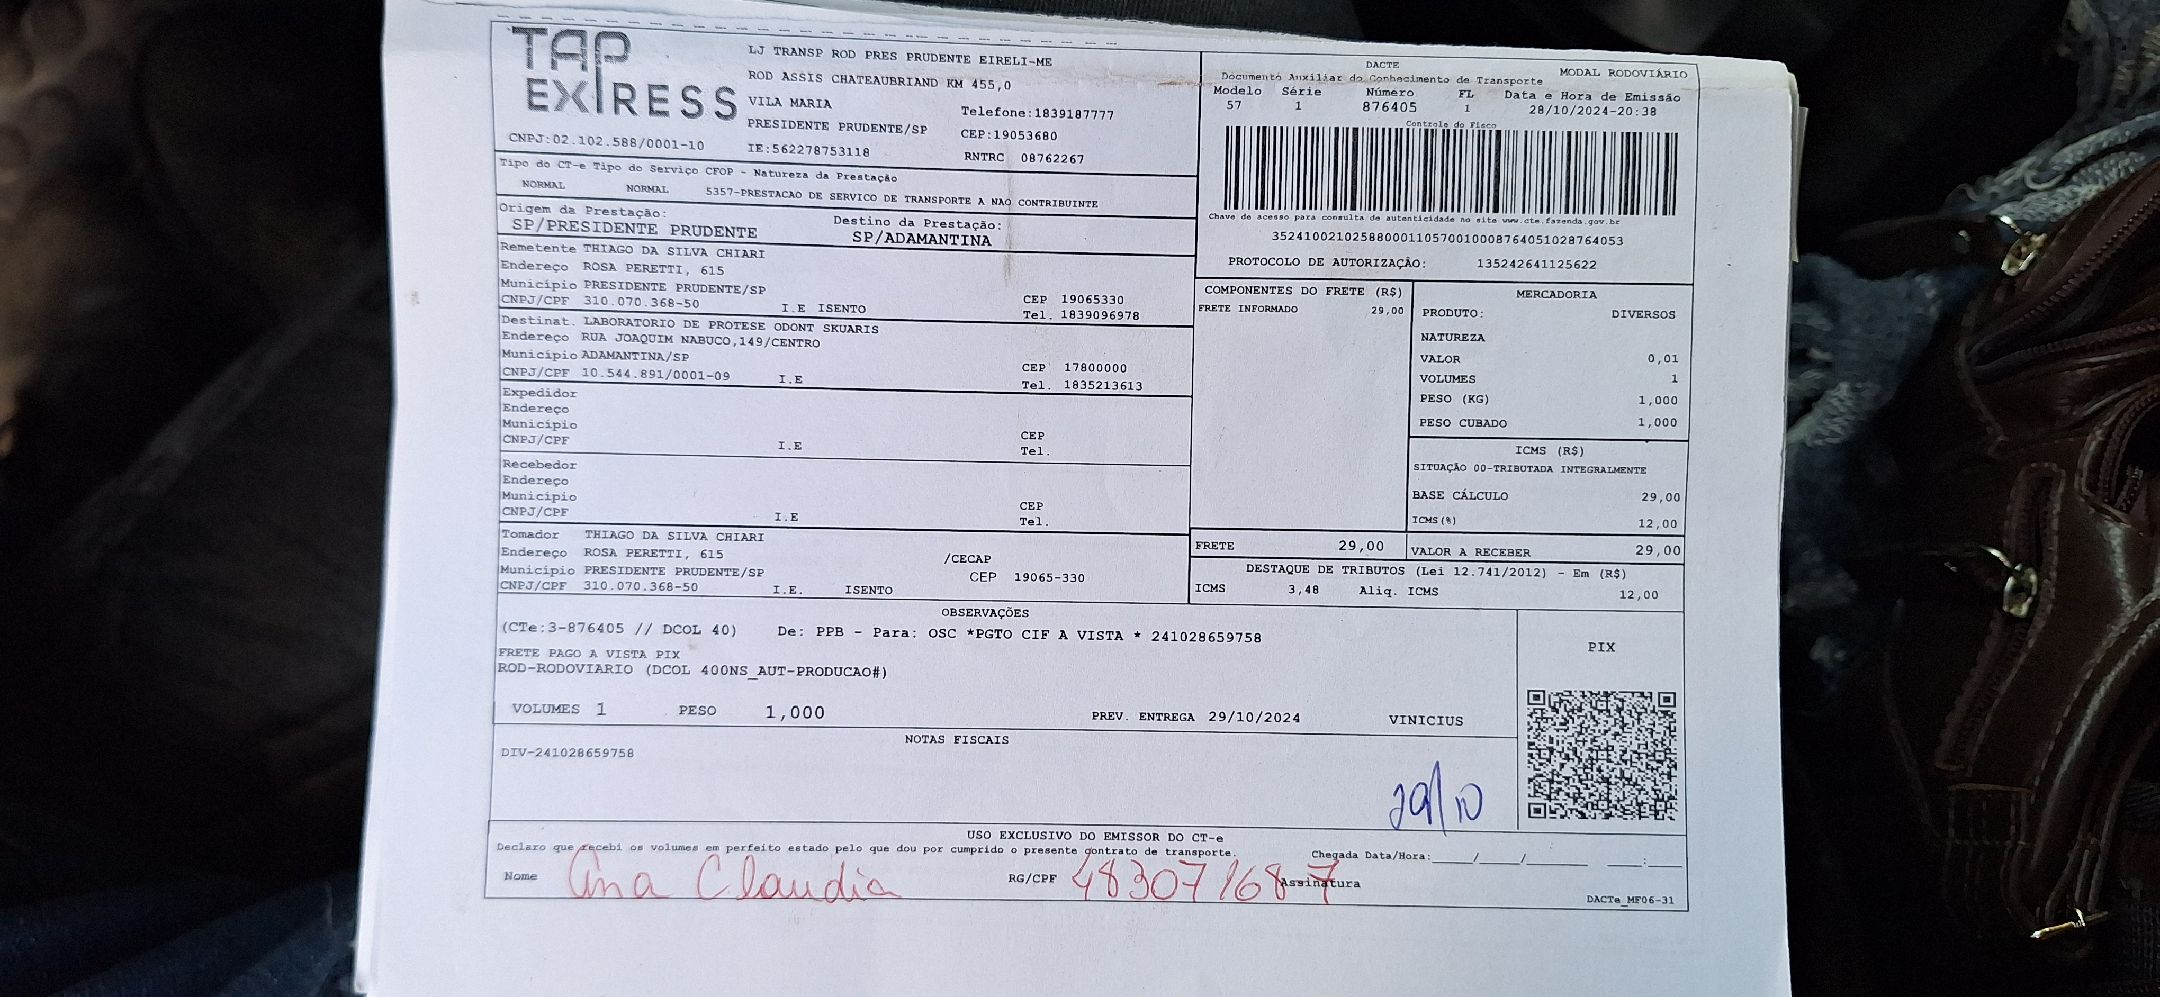 TAP EXPRESS
CNPJ:02.102.588/0001-10
LJ TRANSP ROD PRES PRUDENTE EIRELI-ME
ROD ASSIS CHATEAUBRIAND KM 455,0
VILA MARIA Telefone:1839187777
PRESIDENTE PRUDENTE/SP CEP:19053680
IE:562278753118 RNTRC 08762267
DACTE MODAL RODOVIÁRIO
Documento Auxiliar do Conhecimento de Transporte
Modelo Série Número FL Data e Hora de Emissão
57 1 876405 1 28/10/2024-20:38
Controle do Fisco
Chave de acesso para consulta de autenticidade no site www.cte.fazenda.gov.br
35241002102588000110570010008764051028764053
PROTOCOLO DE AUTORIZAÇÃO: 135242641125622
Tipo do CT-e Tipo do Serviço CFOP - Natureza da Prestação
NORMAL NORMAL 5357-PRESTACAO DE SERVICO DE TRANSPORTE A NAO CONTRIBUINTE
Origem da Prestação: Destino da Prestação:
SP/PRESIDENTE PRUDENTE SP/ADAMANTINA
Remetente THIAGO DA SILVA CHIARI
Endereço ROSA PERETTI, 615
Município PRESIDENTE PRUDENTE/SP CEP 19065330
CNPJ/CPF 310.070.368-50 I.E ISENTO Tel. 1839096978
Destinat. LABORATORIO DE PROTESE ODONT SKUARIS
Endereço RUA JOAQUIM NABUCO,149/CENTRO
Município ADAMANTINA/SP CEP 17800000
CNPJ/CPF 10.544.891/0001-09 I.E Tel. 1835213613
Expedidor
Endereço
Município CEP
CNPJ/CPF I.E Tel.
Recebedor
Endereço
Município CEP
CNPJ/CPF I.E Tel.
Tomador THIAGO DA SILVA CHIARI
Endereço ROSA PERETTI, 615 /CECAP
Município PRESIDENTE PRUDENTE/SP CEP 19065-330
CNPJ/CPF 310.070.368-50 I.E. ISENTO
COMPONENTES DO FRETE (R$)
FRETE INFORMADO 29,00
MERCADORIA
PRODUTO: DIVERSOS
NATUREZA
VALOR 0,01
VOLUMES 1
PESO (KG) 1,000
PESO CUBADO 1,000
ICMS (R$)
SITUAÇÃO 00-TRIBUTADA INTEGRALMENTE
BASE CÁLCULO 29,00
ICMS(%) 12,00
FRETE 29,00 VALOR A RECEBER 29,00
DESTAQUE DE TRIBUTOS (Lei 12.741/2012) - Em (R$)
ICMS 3,48 Aliq. ICMS 12,00
OBSERVAÇÕES
(CTe:3-876405 // DCOL 40) De: PPB - Para: OSC *PGTO CIF A VISTA * 241028659758
FRETE PAGO A VISTA PIX
ROD-RODOVIARIO (DCOL 400NS_AUT-PRODUCAO#)
VOLUMES 1 PESO 1,000 PREV. ENTREGA 29/10/2024 VINICIUS
PIX
NOTAS FISCAIS
DIV-241028659758
29/10
USO EXCLUSIVO DO EMISSOR DO CT-e
Declaro que recebi os volumes em perfeito estado pelo que dou por cumprido o presente contrato de transporte. Chegada Data/Hora:____/____/______ ____:____
Nome Ana Claudia RG/CPF 483071687 Assinatura
DACTe_MF06-31